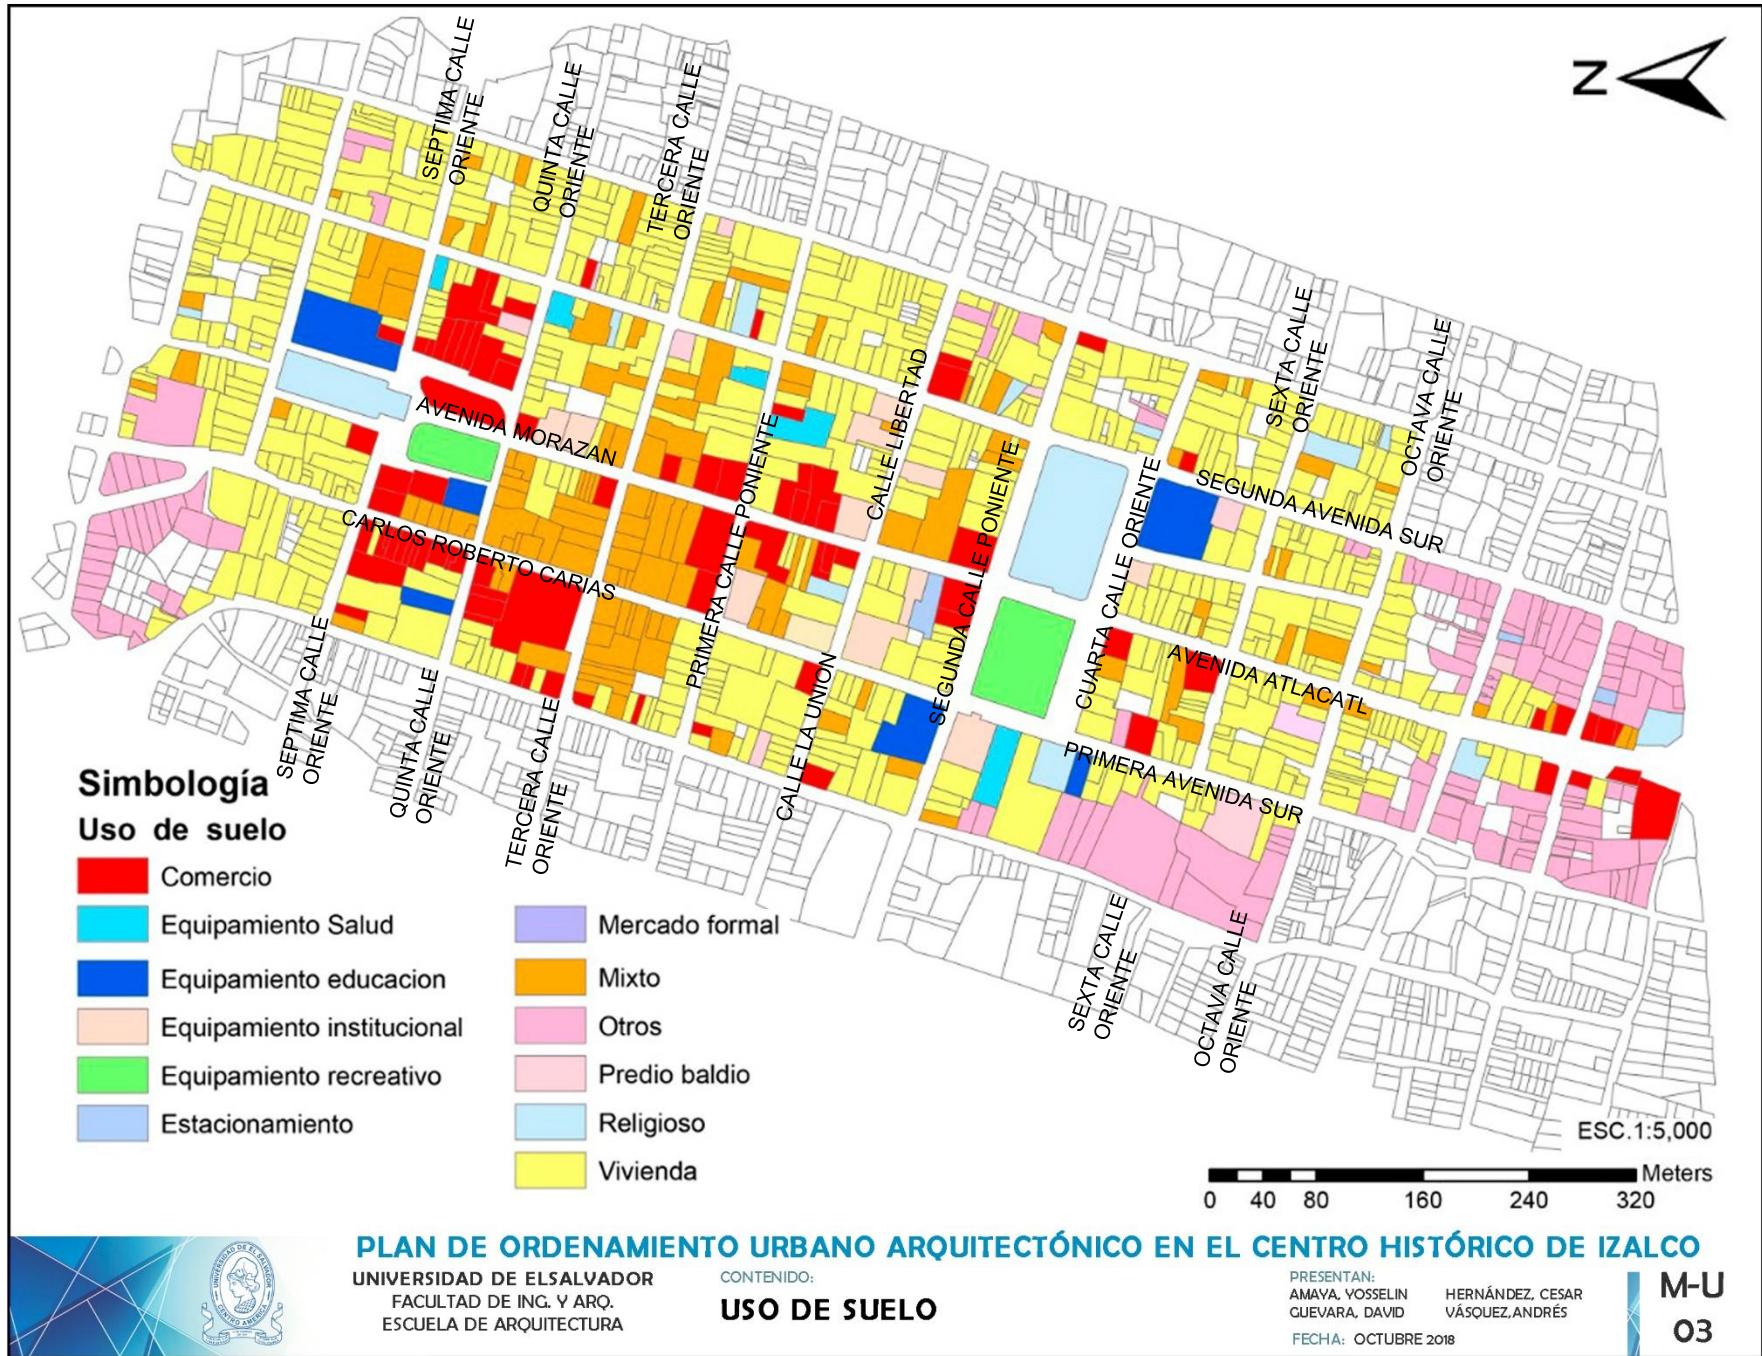 N
SEPTIMA CALLE
ORIENTE
QUINTA CALLE
ORIENTE
TERCERA CALLE
ORIENTE
SEXTA CALLE
ORIENTE
OCTAVA CALLE
ORIENTE
AVENIDA MORAZAN
CALLE LIBERTAD
PRIMERA CALLE PONIENTE
SEGUNDA CALLE PONIENTE
CUARTA CALLE ORIENTE
SEGUNDA AVENIDA SUR
CARLOS ROBERTO CARIAS
AVENIDA ATLACATL
PRIMERA AVENIDA SUR
CALLE LA UNION
SEPTIMA CALLE
ORIENTE
QUINTA CALLE
ORIENTE
TERCERA CALLE
ORIENTE
SEXTA CALLE
ORIENTE
OCTAVA CALLE
ORIENTE
Simbología
Uso de suelo
Comercio
Equipamiento Salud
Equipamiento educacion
Equipamiento institucional
Equipamiento recreativo
Estacionamiento
Mercado formal
Mixto
Otros
Predio baldio
Religioso
Vivienda
ESC.1:5,000
Meters
0 40 80 160 240 320
PLAN DE ORDENAMIENTO URBANO ARQUITECTÓNICO EN EL CENTRO HISTÓRICO DE IZALCO
UNIVERSIDAD DE ELSALVADOR
FACULTAD DE ING. Y ARQ.
ESCUELA DE ARQUITECTURA
CONTENIDO:
USO DE SUELO
PRESENTAN:
AMAYA, YOSSELIN HERNÁNDEZ, CESAR
GUEVARA, DAVID VÁSQUEZ,ANDRÉS
FECHA: OCTUBRE 2018
M-U
03
UNIVERSIDAD DE EL SALVADOR
CENTRO AMERICA